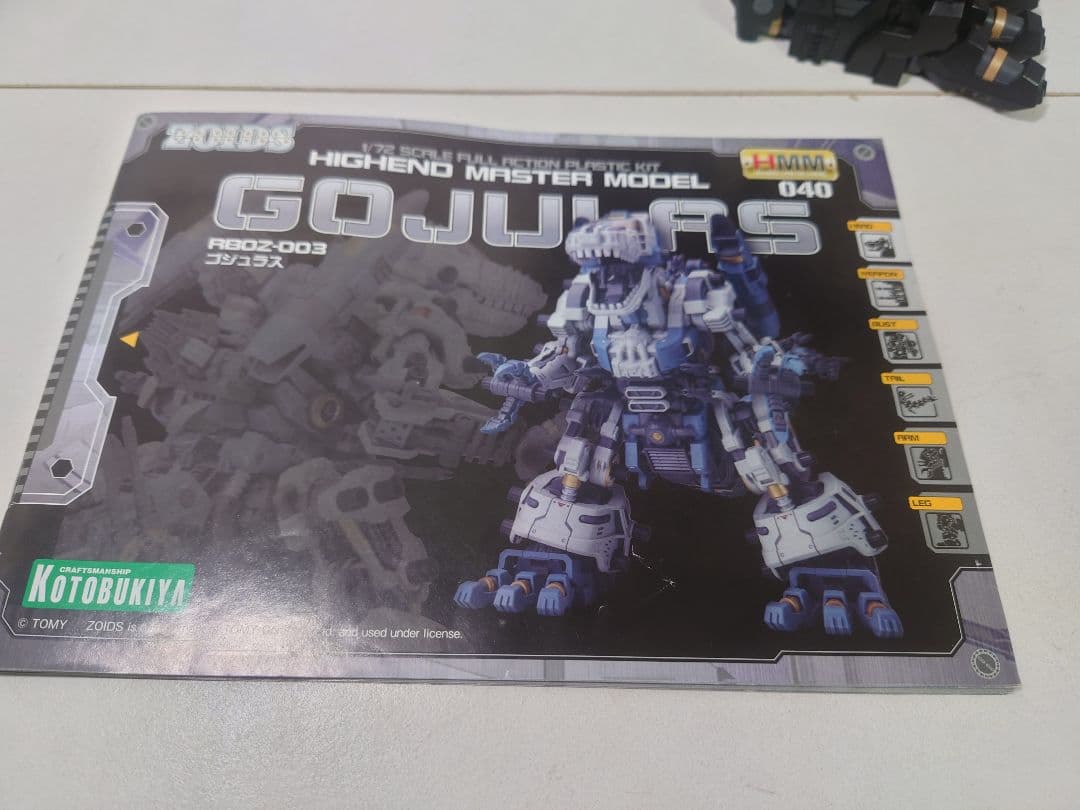 ZOIDS
1/72 SCALE FULL ACTION PLASTIC KIT
HIGHEND MASTER MODEL
HMM
040
GOJULAS
RBOZ-003
ゴジュラス
HEAD
WEAPON
BUSY
TAIL
ARM
LEG
CRAFTSMANSHIP
KOTOBUKIYA
© TOMY ZOIDS is
and used under license.